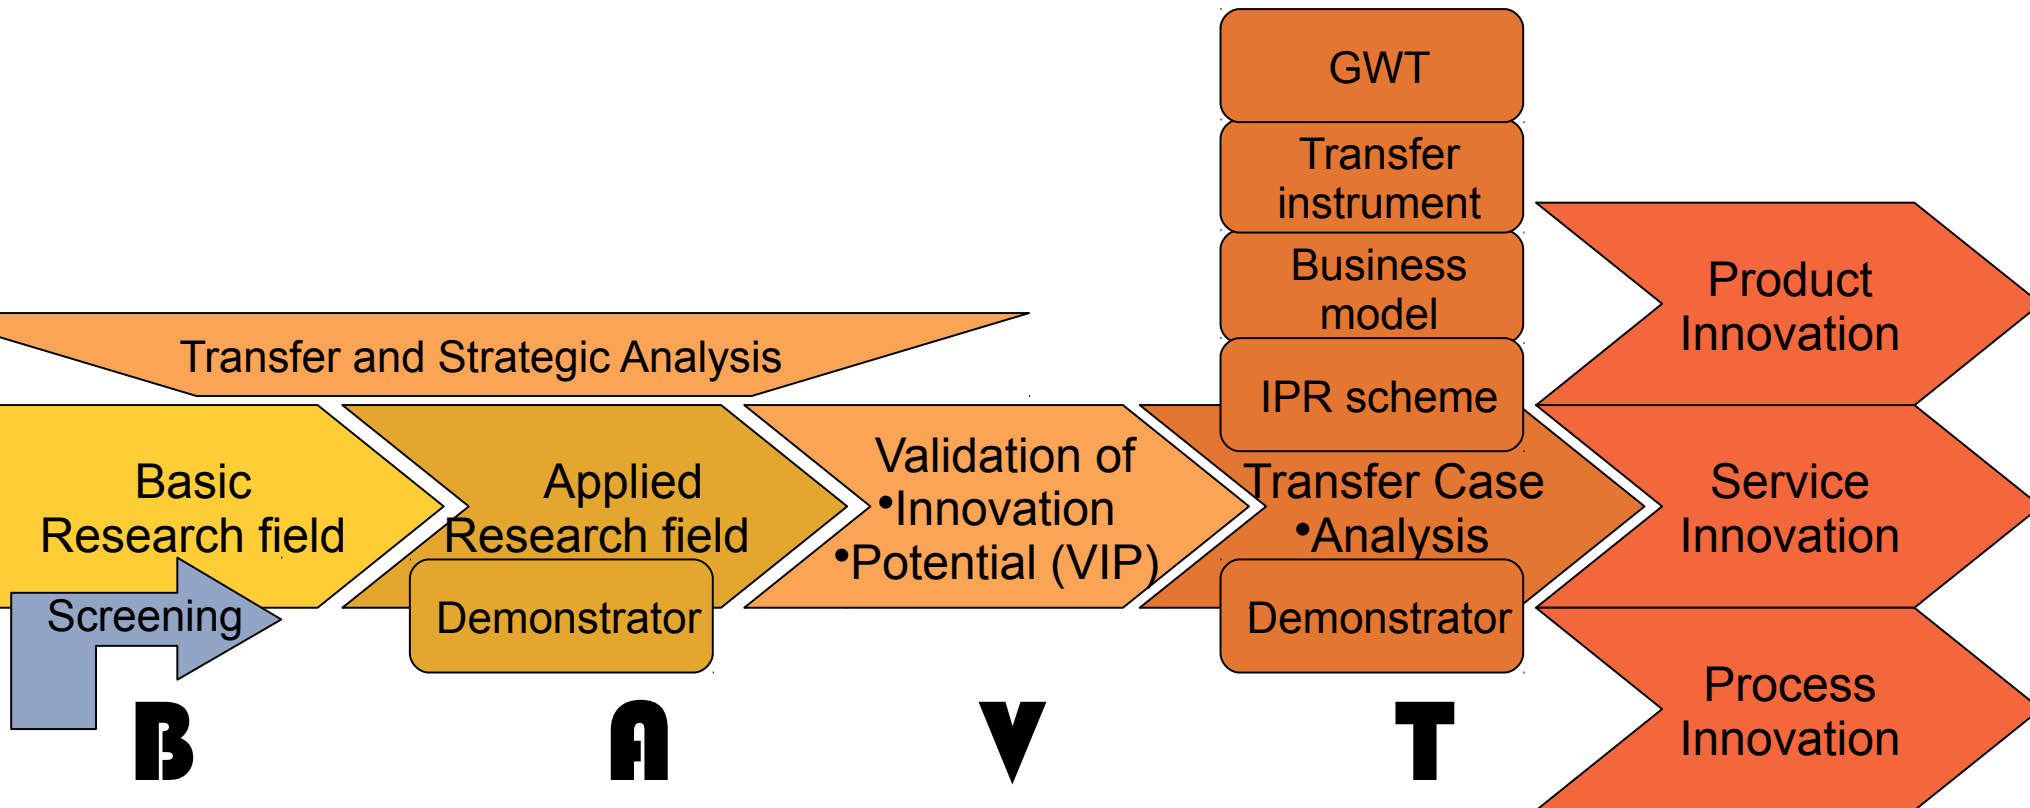 GWT
Transfer
instrument
Business
model
IPR scheme
Product
Innovation
Transfer and Strategic Analysis
Basic
Research field
Applied
Research field
Validation of
•Innovation
•Potential (VIP)
Transfer Case
•Analysis
Service
Innovation
Screening
Demonstrator
Demonstrator
Process
Innovation
B
A
V
T